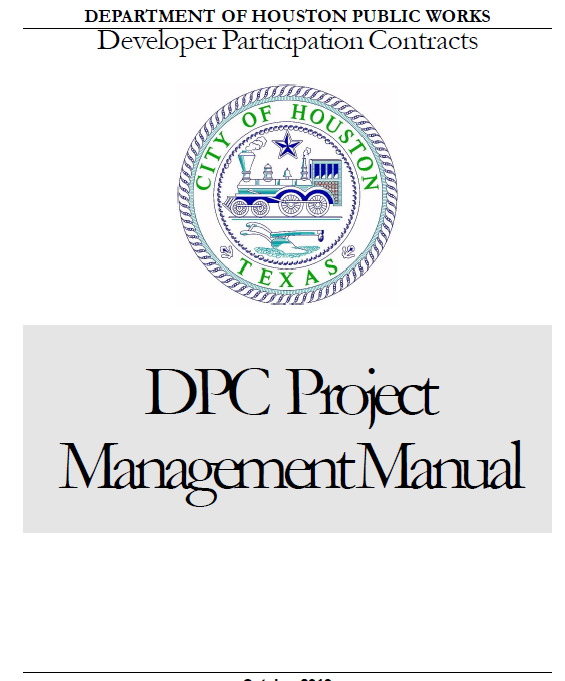 DEPARTMENT OF HOUSTON PUBLIC WORKS
Developer Participation Contracts
CITY OF HOUSTON
TEXAS
DPC Project
Management Manual